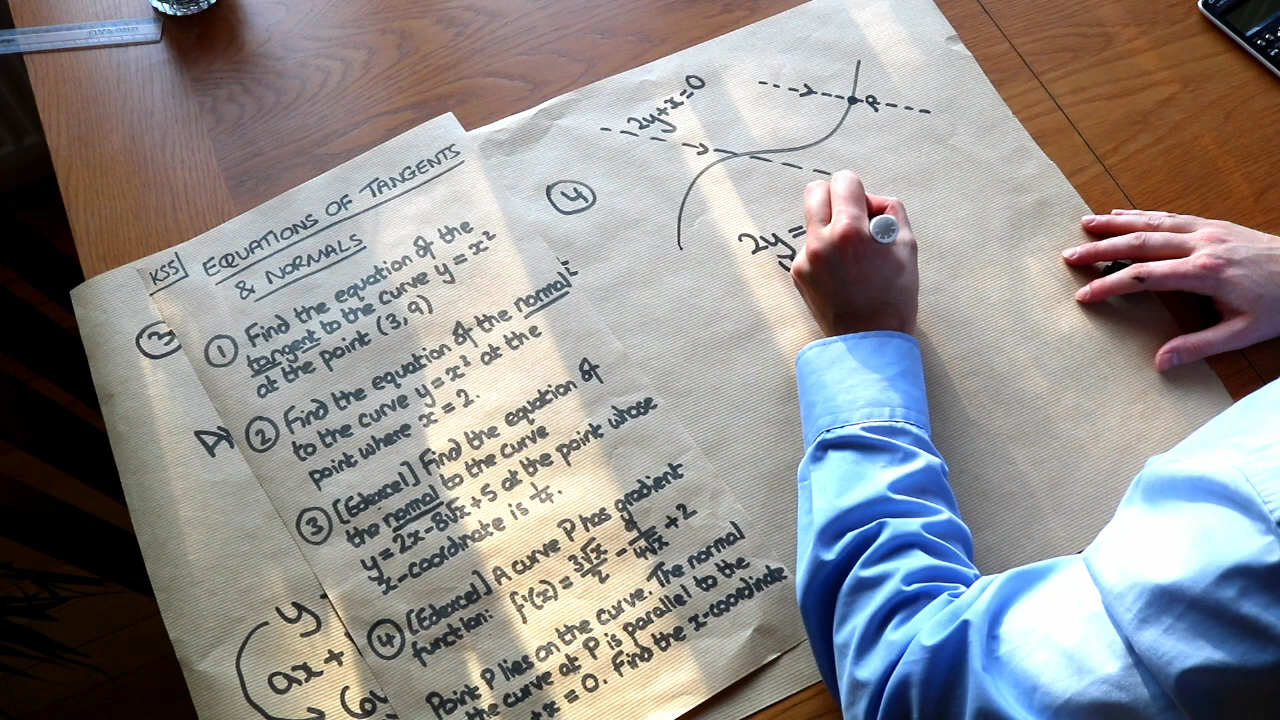 KS5
EQUATIONS OF TANGENTS
& NORMALS
① Find the equation of the
tangent to the curve y = x²
at the point (3, 9)
② Find the equation of the normal
to the curve y = x² at the
point where x = 2.
③ [Edexcel] Find the equation of
the normal to the curve
y = 2x - 8√x + 5 at the point whose
x-coordinate is 1/4.
④ [Edexcel] A curve P has gradient
function: f'(x) = 3√x/2 - 9/4√x + 2
Point P lies on the curve. The normal
the curve at P is parallel to the
+x = 0. Find the x-coordinate
y
ax +
④
2y+x=0
P
2y=